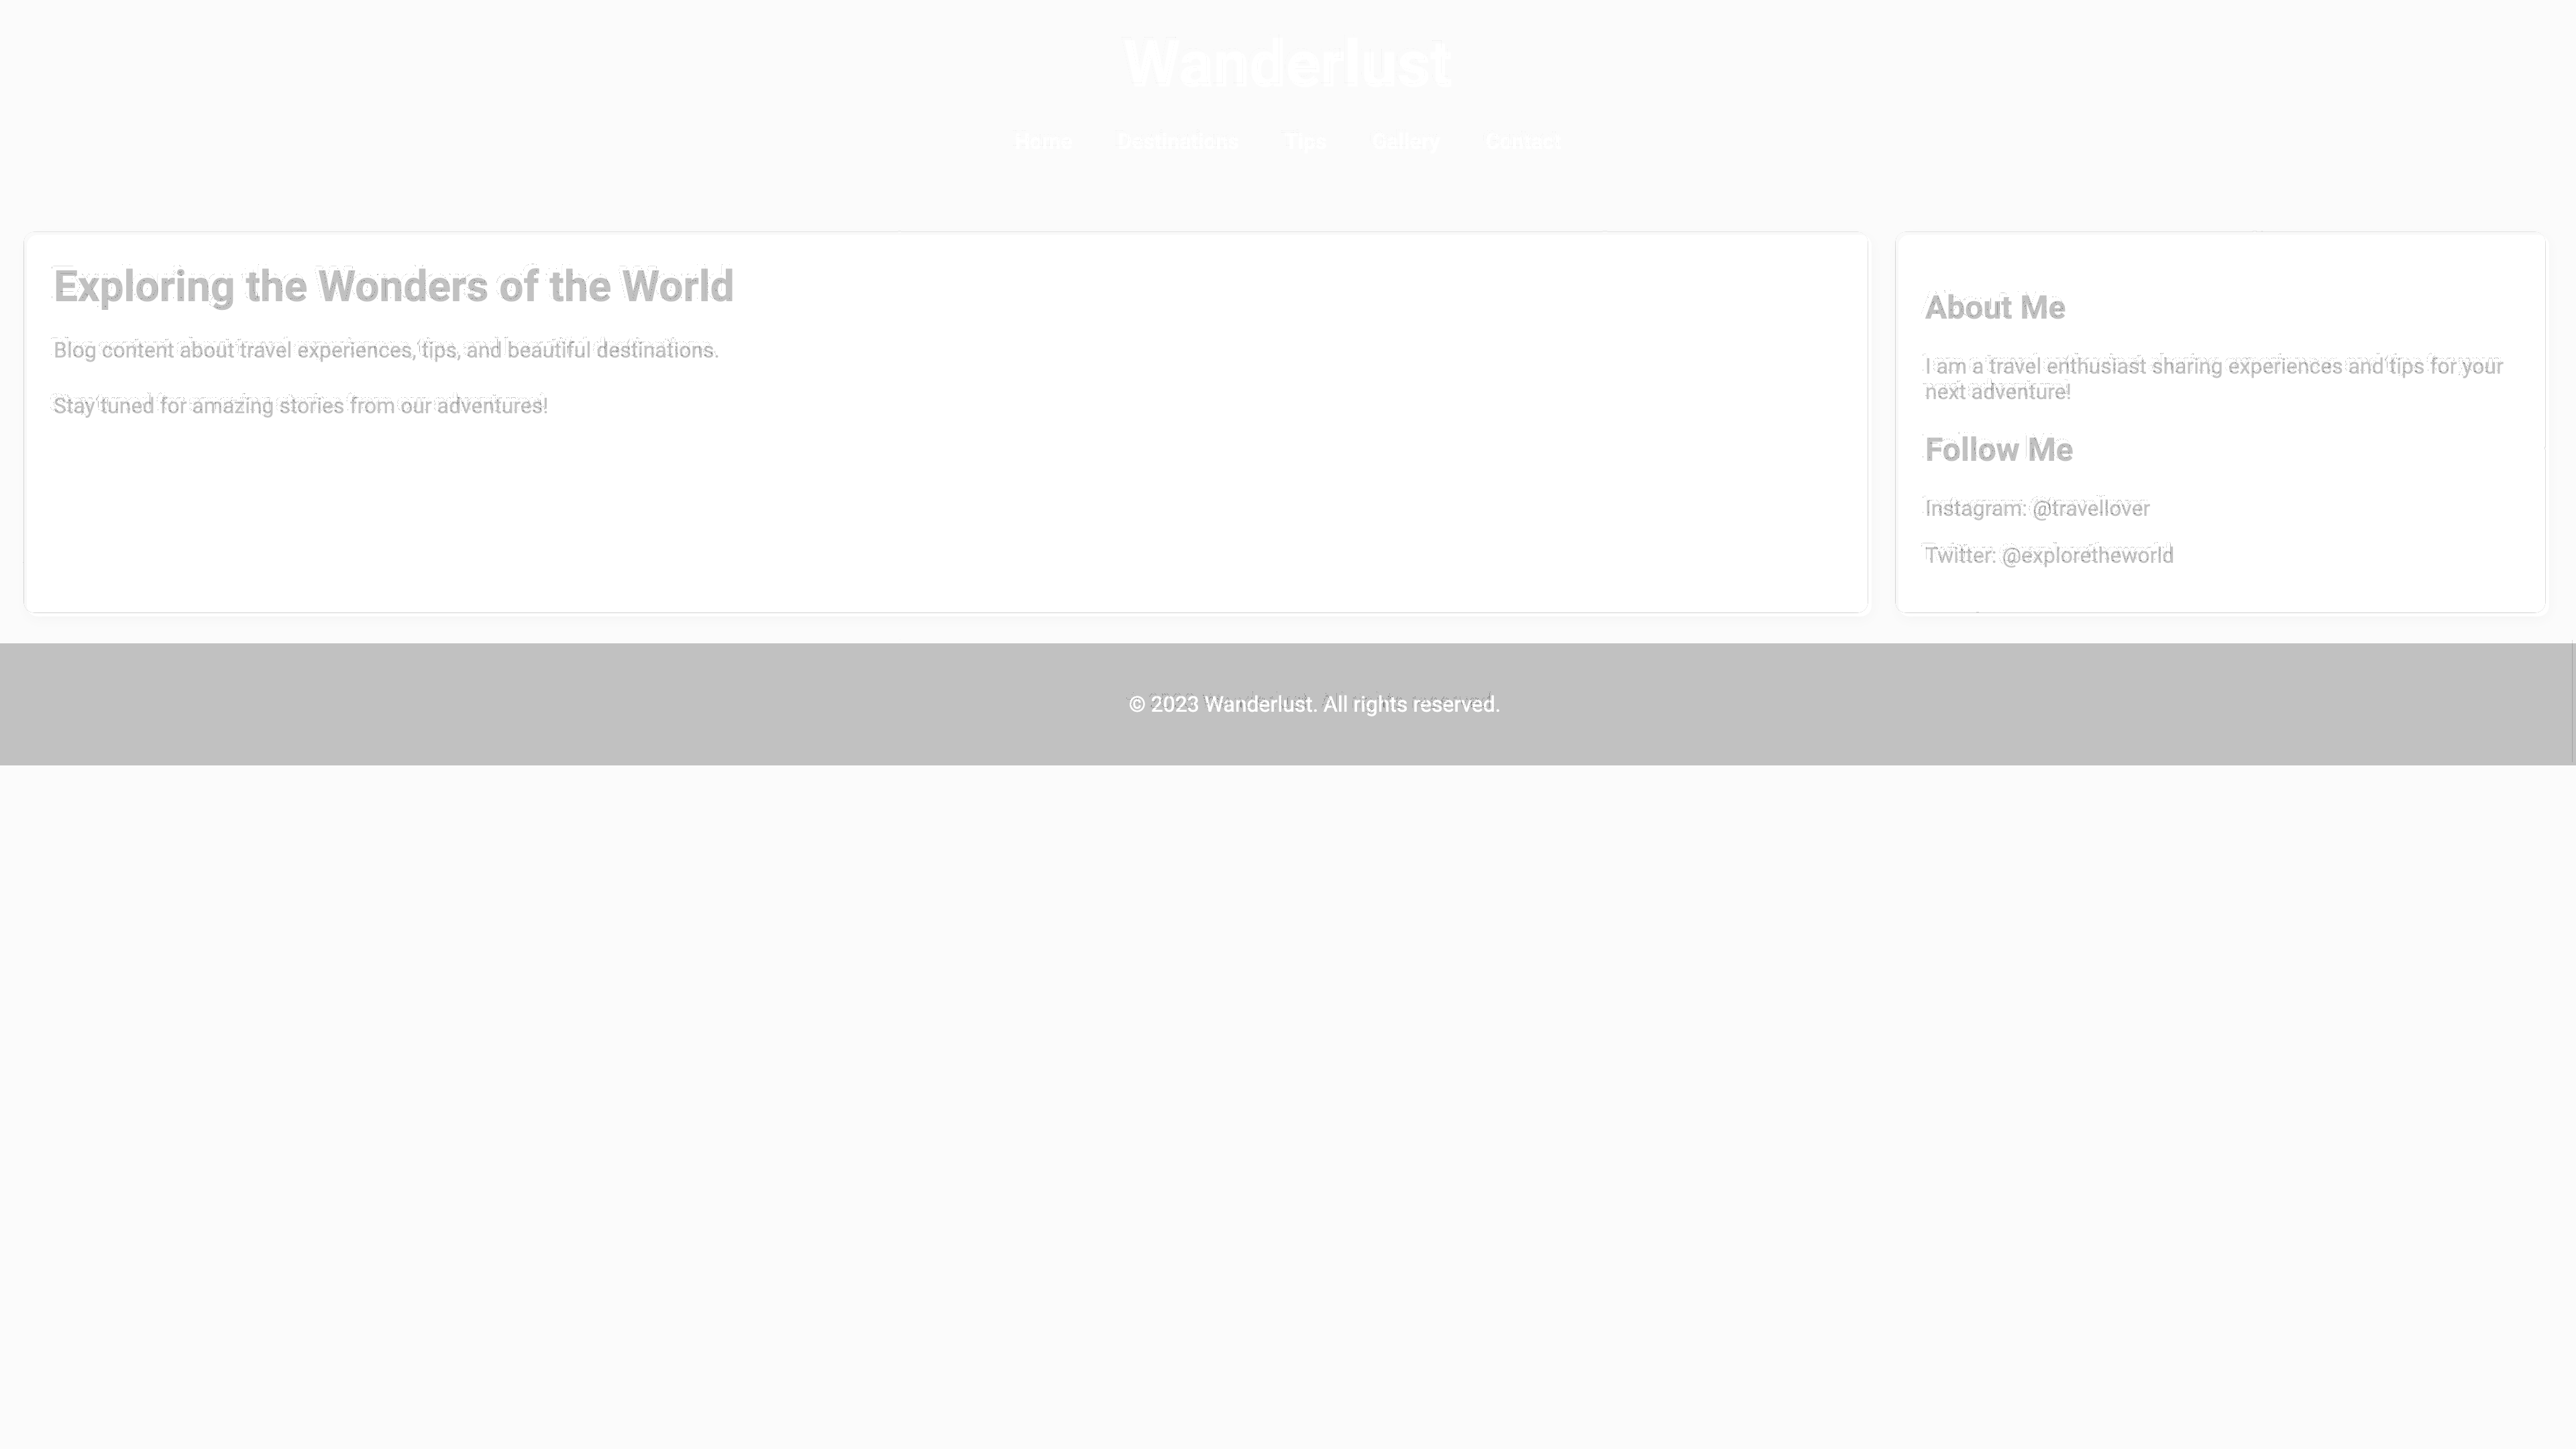 Wanderlust
Home Destinations Tips Gallery Contact
Exploring the Wonders of the World
Blog content about travel experiences, tips, and beautiful destinations.
Stay tuned for amazing stories from our adventures!
About Me
I am a travel enthusiast sharing experiences and tips for your
next adventure!
Follow Me
Instagram: @travellover
Twitter: @exploretheworld
© 2023 Wanderlust. All rights reserved.